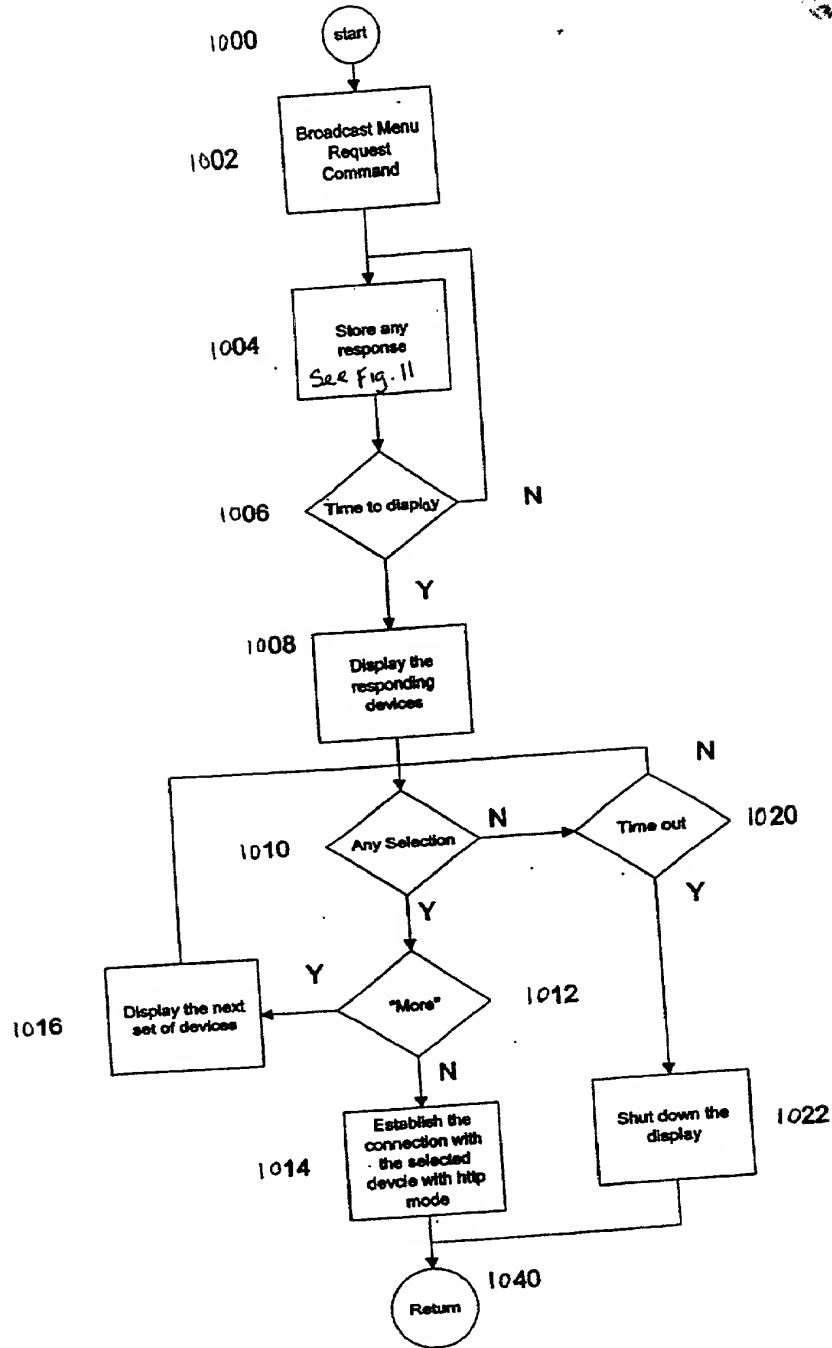 1000
start
1002
Broadcast Menu
Request
Command
1004
Store any
response
See Fig. 11
1006
Time to display
N
Y
1008
Display the
responding
devices
N
1010
Any Selection
N
Time out
1020
Y
Y
Y
"More"
1012
1016
Display the next
set of devices
N
1014
Establish the
connection with
the selected
devcie with http
mode
Shut down the
display
1022
1040
Return